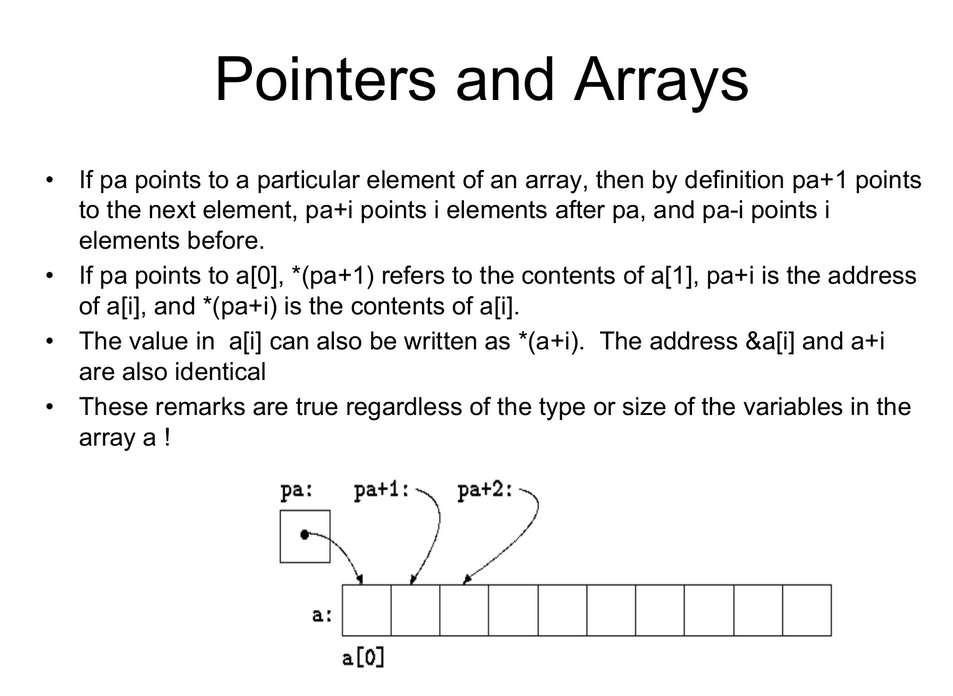 Pointers and Arrays
• If pa points to a particular element of an array, then by definition pa+1 points
to the next element, pa+i points i elements after pa, and pa-i points i
elements before.
• If pa points to a[0], *(pa+1) refers to the contents of a[1], pa+i is the address
of a[i], and *(pa+i) is the contents of a[i].
• The value in  a[i] can also be written as *(a+i).  The address &a[i] and a+i
are also identical
• These remarks are true regardless of the type or size of the variables in the
array a !
pa: pa+1: pa+2:
a:
a[0]